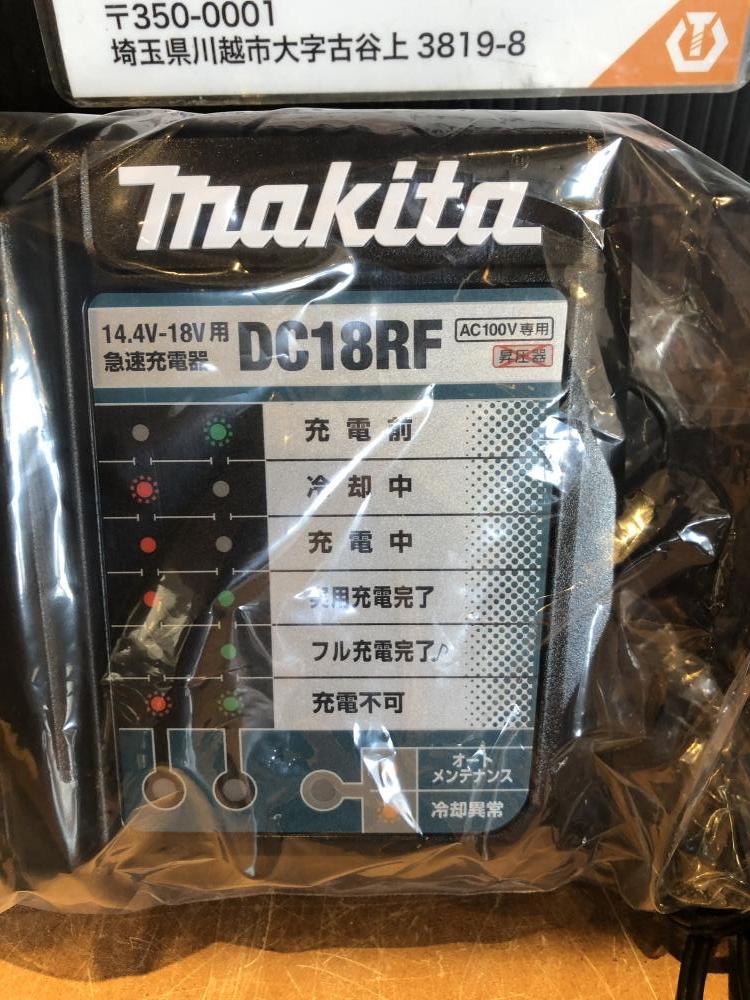 〒350-0001
埼玉県川越市大字古谷上 3819-8
makita
14.4V-18V用
急速充電器
DC18RF
AC100V専用
昇圧器
充電前
冷却中
充電中
実用充電完了
フル充電完了♪
充電不可
オート
メンテナンス
冷却異常